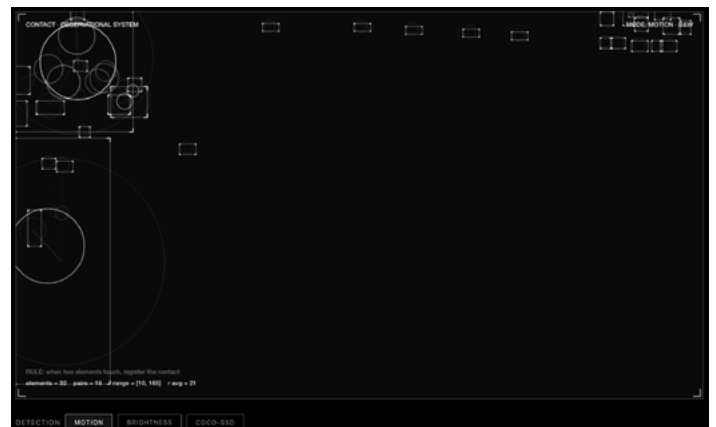 CONTACT · OBSERVATIONAL SYSTEM
MODE: MOTION · B&W
RULE: when two elements touch, register the contact
elements = 32 pairs = 18 r range = [10, 165] r avg = 21
DETECTION MOTION BRIGHTNESS COCO-SSD